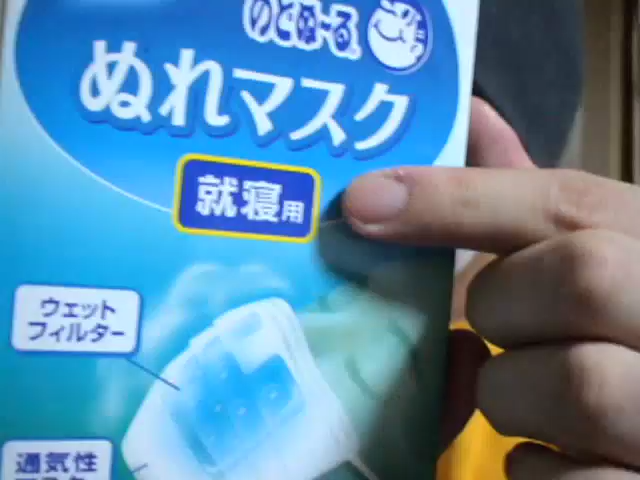 のどぬ～る
ぬれマスク
就寝用
ウェット
フィルター
通気性